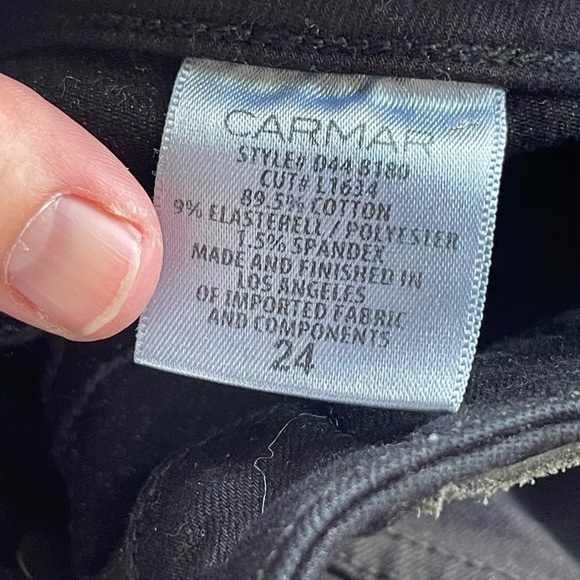 CARMAR
STYLE# 044 8180
CUT# L1634
89.5% COTTON
9% ELASTERELL / POLYESTER
1.5% SPANDEX
MADE AND FINISHED IN
LOS ANGELES
OF IMPORTED FABRIC
AND COMPONENTS
24